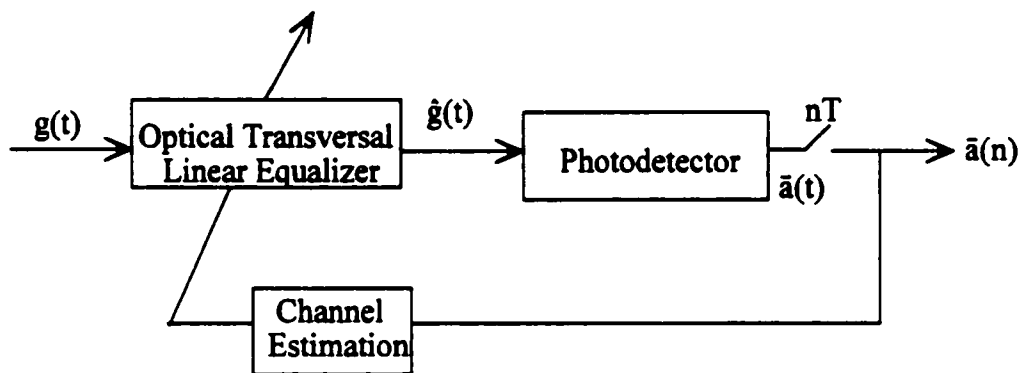 g(t)
Optical Transversal
Linear Equalizer
ĝ(t)
Photodetector
nT
ā(t)
ā(n)
Channel
Estimation